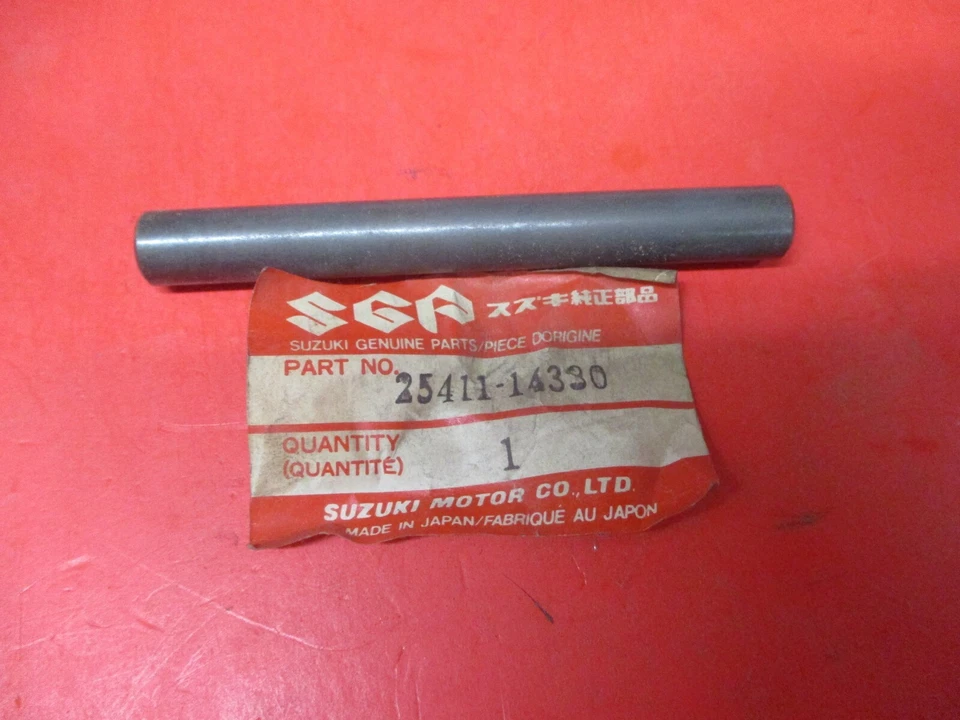 SGP スズキ純正部品
SUZUKI GENUINE PARTS/PIECE DORIGINE
PART NO. 25411-14330
QUANTITY 1
(QUANTITÉ)
SUZUKI MOTOR CO.,LTD.
MADE IN JAPAN/FABRIQUÉ AU JAPON